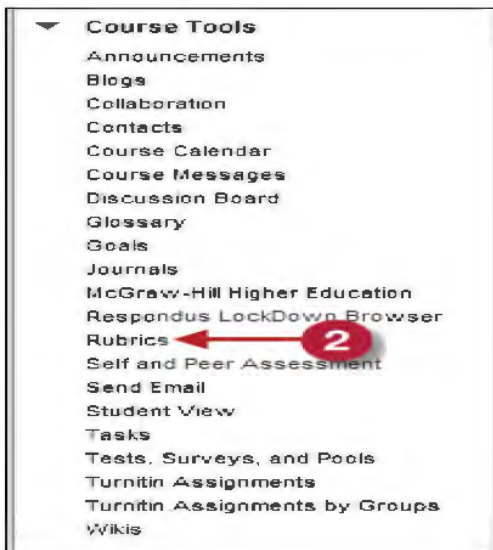 Course Tools
Announcements
Blogs
Collaboration
Contacts
Course Calendar
Course Messages
Discussion Board
Glossary
Goals
Journals
McGraw-Hill Higher Education
Respondus LockDown Browser
Rubrics 2
Self and Peer Assessment
Send Email
Student View
Tasks
Tests, Surveys, and Pools
Turnitin Assignments
Turnitin Assignments by Groups
Wikis